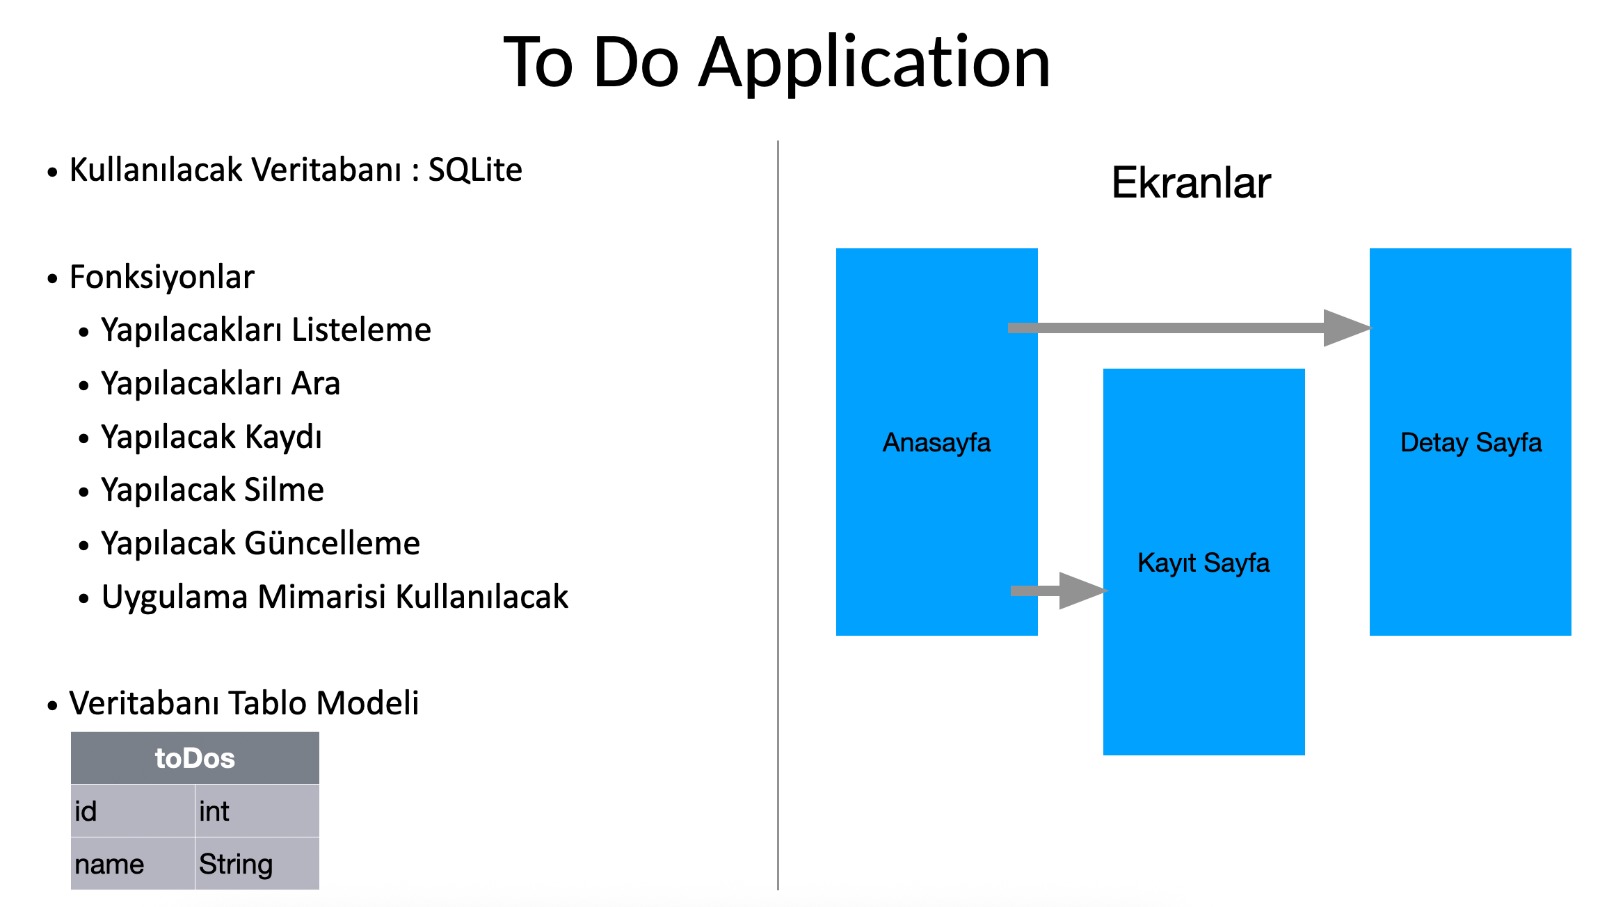 To Do Application
• Kullanılacak Veritabanı : SQLite
• Fonksiyonlar
• Yapılacakları Listeleme
• Yapılacakları Ara
• Yapılacak Kaydı
• Yapılacak Silme
• Yapılacak Güncelleme
• Uygulama Mimarisi Kullanılacak
• Veritabanı Tablo Modeli
toDos
id int
name String
Ekranlar
Anasayfa
Kayıt Sayfa
Detay Sayfa